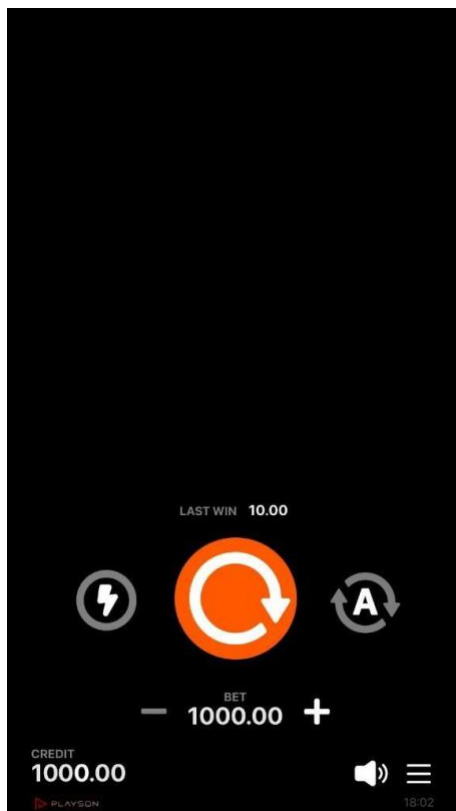 LAST WIN 10.00
A
BET
1000.00
CREDIT
1000.00
PLAYSON 18:02